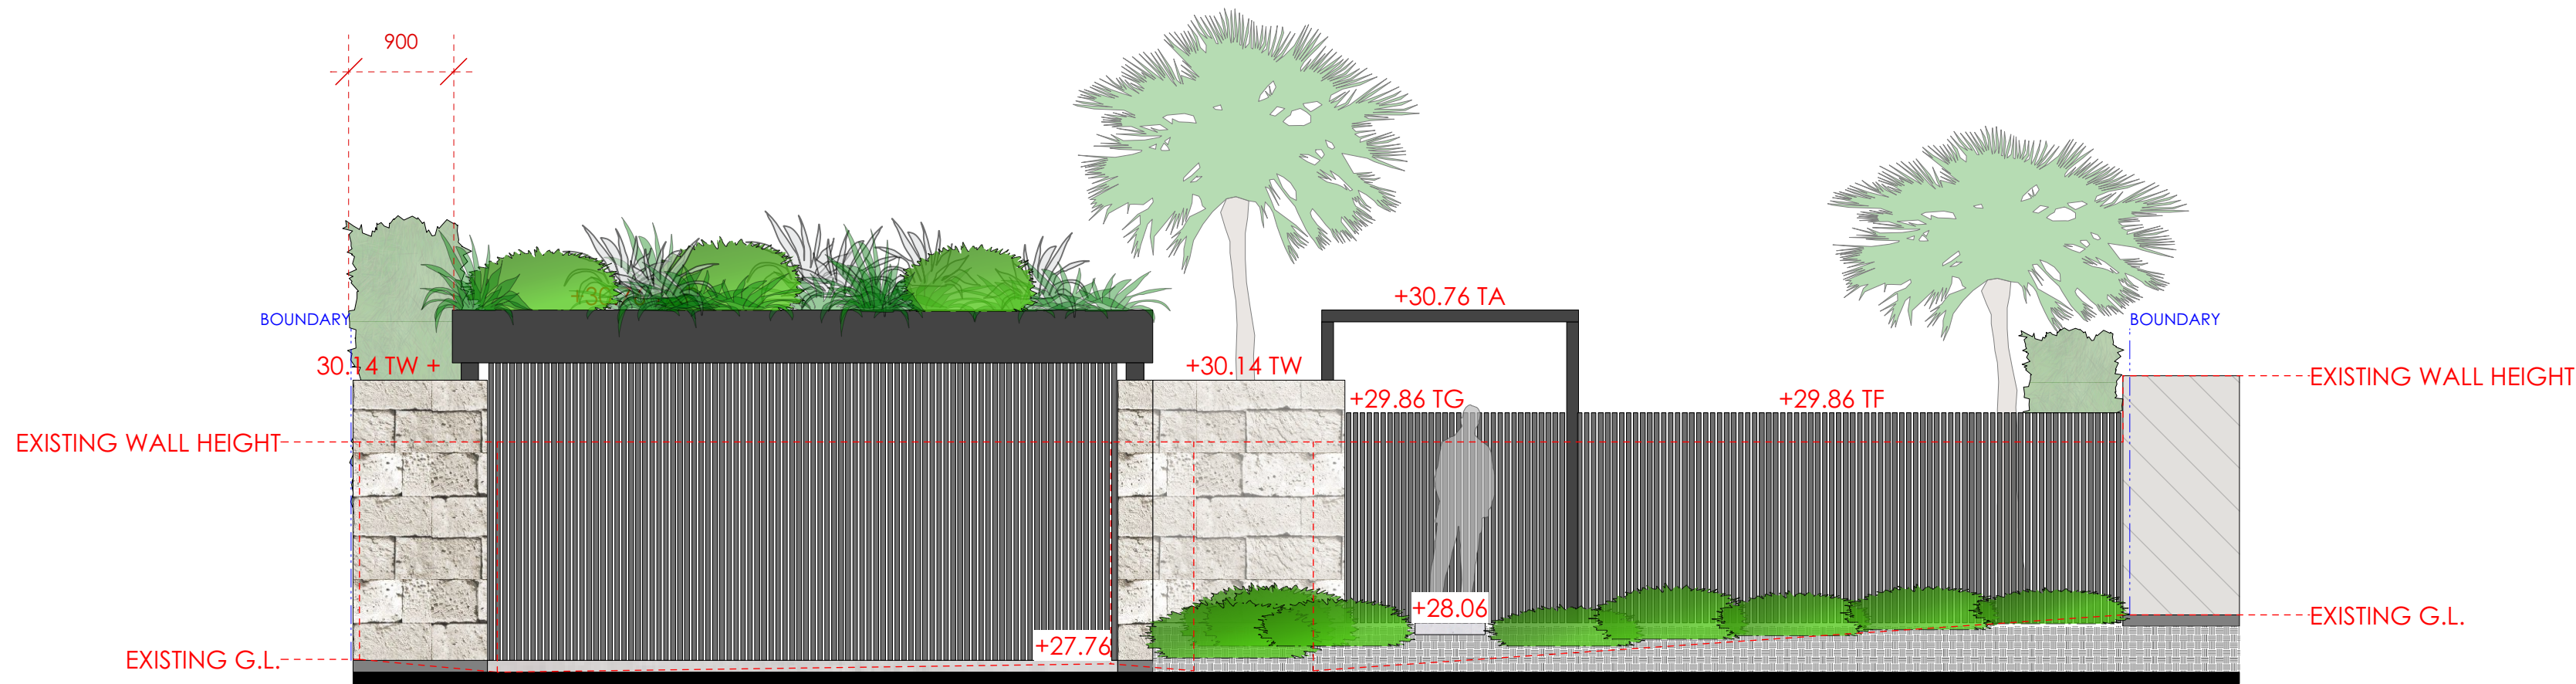 900
+30.76 TA
BOUNDARY
BOUNDARY
30.14 TW +
+30.14 TW
EXISTING WALL HEIGHT
+29.86 TG
+29.86 TF
EXISTING WALL HEIGHT
+28.06
EXISTING G.L.
+27.76
EXISTING G.L.